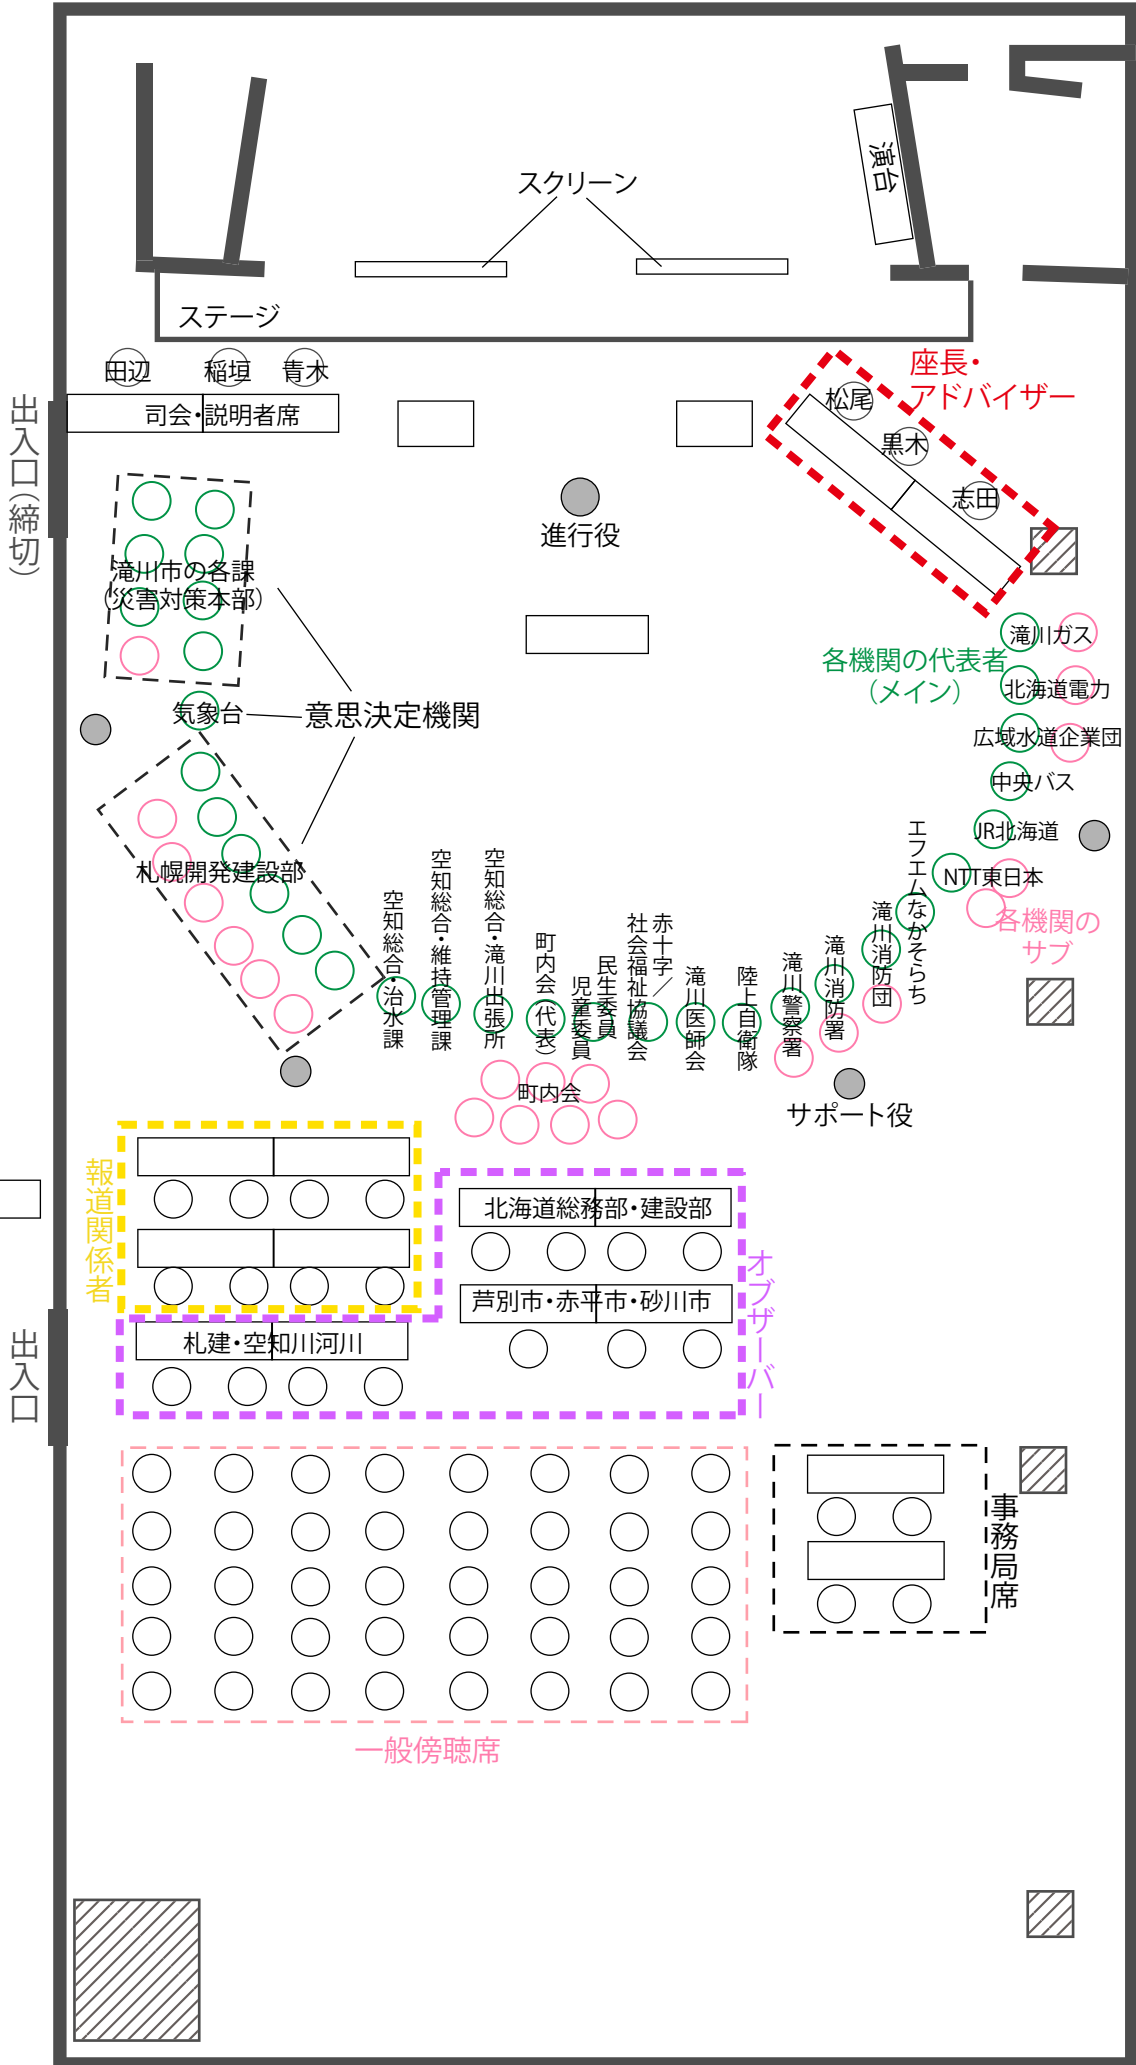 演台
スクリーン
ステージ
田辺
稲垣
青木
司会・説明者席
座長・
アドバイザー
松尾
黒木
志田
出入口(締切)
進行役
滝川市の各課
(災害対策本部)
気象台
意思決定機関
札幌開発建設部
各機関の代表者
(メイン)
滝川ガス
北海道電力
広域水道企業団
中央バス
JR北海道
NTT東日本
各機関の
サブ
エフエムなかそらち
滝川消防団
滝川消防署
滝川警察署
陸上自衛隊
滝川医師会
赤十字／
社会福祉協議会
民生委員
児童委員
町内会(代表)
空知総合・滝川出張所
空知総合・維持管理課
空知総合・治水課
町内会
サポート役
報道関係者
北海道総務部・建設部
芦別市・赤平市・砂川市
オブザーバー
札建・空知川河川
出入口
事務局席
一般傍聴席